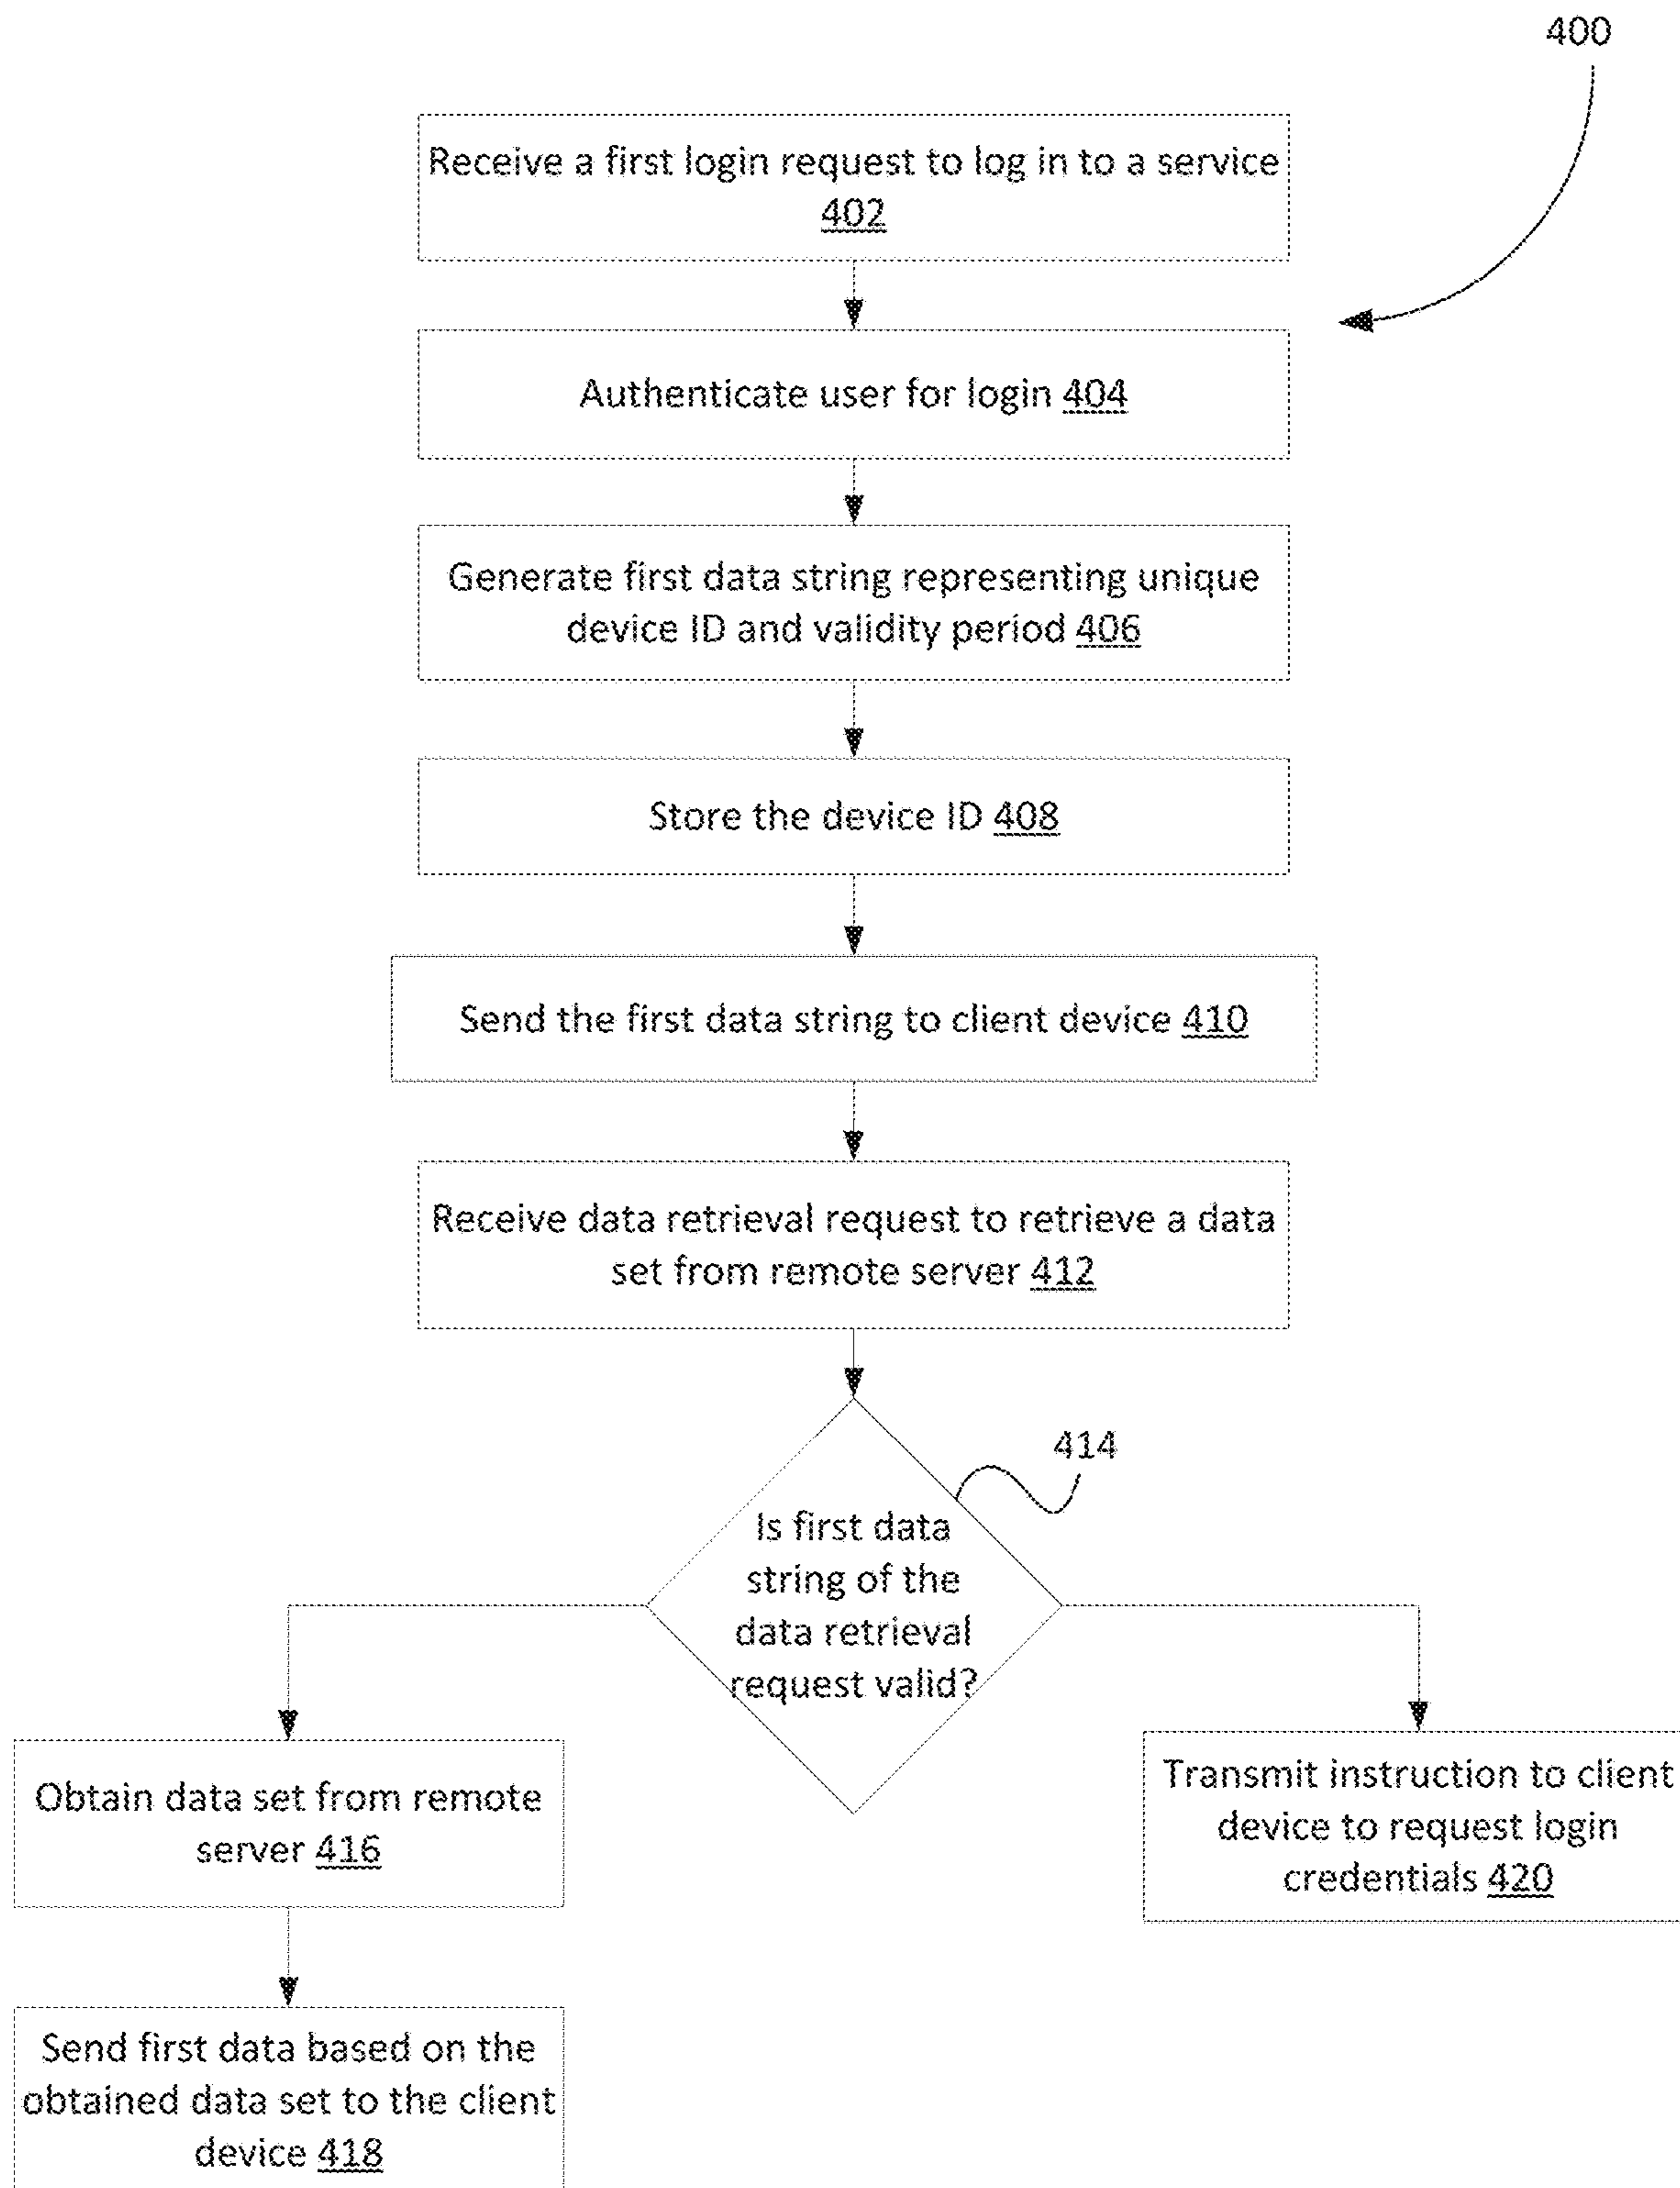 400
Receive a first login request to log in to a service
402
Authenticate user for login 404
Generate first data string representing unique
device ID and validity period 406
Store the device ID 408
Send the first data string to client device 410
Receive data retrieval request to retrieve a data
set from remote server 412
414
Is first data
string of the
data retrieval
request valid?
Obtain data set from remote
server 416
Transmit instruction to client
device to request login
credentials 420
Send first data based on the
obtained data set to the client
device 418